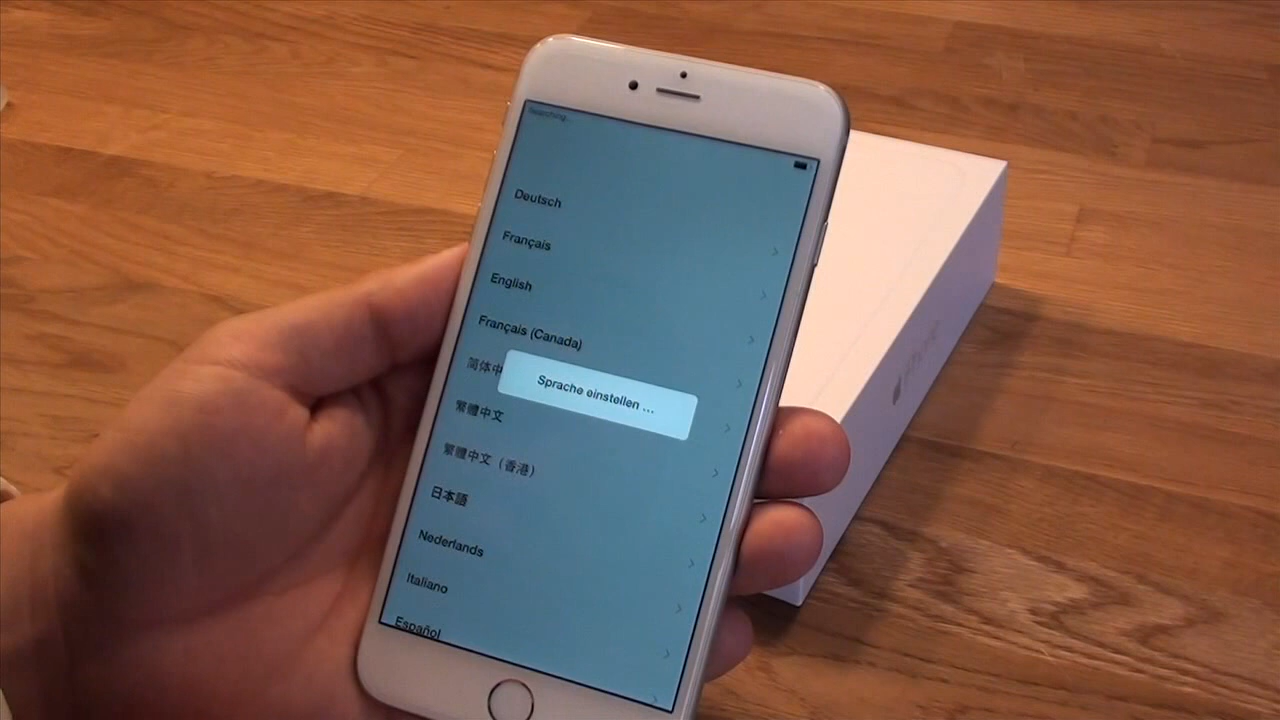 Searching...
Deutsch
Français
English
Français (Canada)
简体中
Sprache einstellen ...
繁體中文
繁體中文（香港）
日本語
Nederlands
Italiano
Español